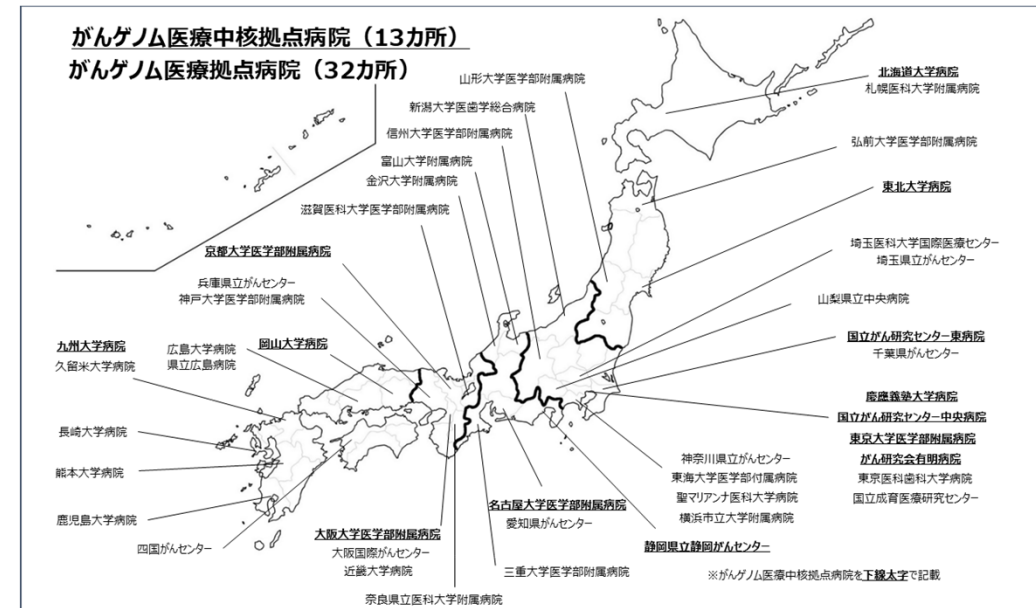 がんゲノム医療中核拠点病院（13カ所）
がんゲノム医療拠点病院（32カ所）
山形大学医学部附属病院
新潟大学医歯学総合病院
信州大学医学部附属病院
富山大学附属病院
金沢大学附属病院
滋賀医科大学医学部附属病院
京都大学医学部附属病院
兵庫県立がんセンター
神戸大学医学部附属病院
岡山大学病院
広島大学病院
県立広島病院
九州大学病院
久留米大学病院
長崎大学病院
熊本大学病院
鹿児島大学病院
四国がんセンター
大阪大学医学部附属病院
大阪国際がんセンター
近畿大学病院
奈良県立医科大学附属病院
三重大学医学部附属病院
名古屋大学医学部附属病院
愛知県がんセンター
静岡県立静岡がんセンター
神奈川県立がんセンター
東海大学医学部付属病院
聖マリアンナ医科大学病院
横浜市立大学附属病院
北海道大学病院
札幌医科大学附属病院
弘前大学医学部附属病院
東北大学病院
埼玉医科大学国際医療センター
埼玉県立がんセンター
山梨県立中央病院
国立がん研究センター東病院
千葉県がんセンター
慶應義塾大学病院
国立がん研究センター中央病院
東京大学医学部附属病院
がん研究会有明病院
東京医科歯科大学病院
国立成育医療研究センター
※がんゲノム医療中核拠点病院を下線太字で記載